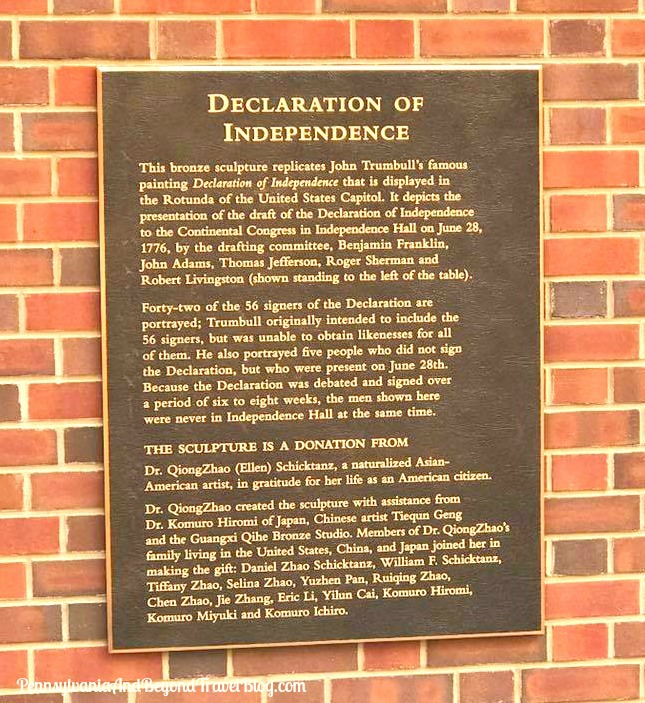 DECLARATION OF
INDEPENDENCE
This bronze sculpture replicates John Trumbull's famous
painting Declaration of Independence that is displayed in
the Rotunda of the United States Capitol. It depicts the
presentation of the draft of the Declaration of Independence
to the Continental Congress in Independence Hall on June 28,
1776, by the drafting committee, Benjamin Franklin,
John Adams, Thomas Jefferson, Roger Sherman and
Robert Livingston (shown standing to the left of the table).
Forty-two of the 56 signers of the Declaration are
portrayed; Trumbull originally intended to include the
56 signers, but was unable to obtain likenesses for all
of them. He also portrayed five people who did not sign
the Declaration, but who were present on June 28th.
Because the Declaration was debated and signed over
a period of six to eight weeks, the men shown here
were never in Independence Hall at the same time.
THE SCULPTURE IS A DONATION FROM
Dr. QiongZhao (Ellen) Schicktanz, a naturalized Asian-
American artist, in gratitude for her life as an American citizen.
Dr. QiongZhao created the sculpture with assistance from
Dr. Komuro Hiromi of Japan, Chinese artist Tiequn Geng
and the Guangxi Qihe Bronze Studio. Members of Dr. QiongZhao's
family living in the United States, China, and Japan joined her in
making the gift: Daniel Zhao Schicktanz, William F. Schicktanz,
Tiffany Zhao, Selina Zhao, Yuzhen Pan, Ruiqing Zhao,
Chen Zhao, Jie Zhang, Eric Li, Yilun Cai, Komuro Hiromi,
Komuro Miyuki and Komuro Ichiro.
PennsylvaniaAndBeyondTravelBlog.com